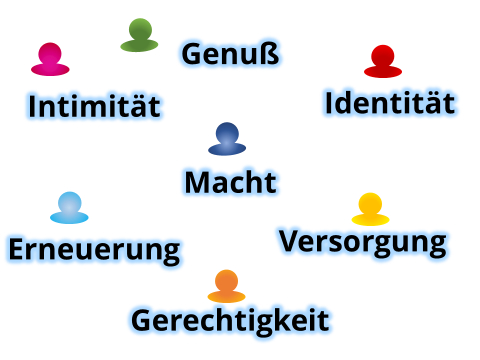 Genuß
Intimität
Identität
Macht
Erneuerung
Versorgung
Gerechtigkeit